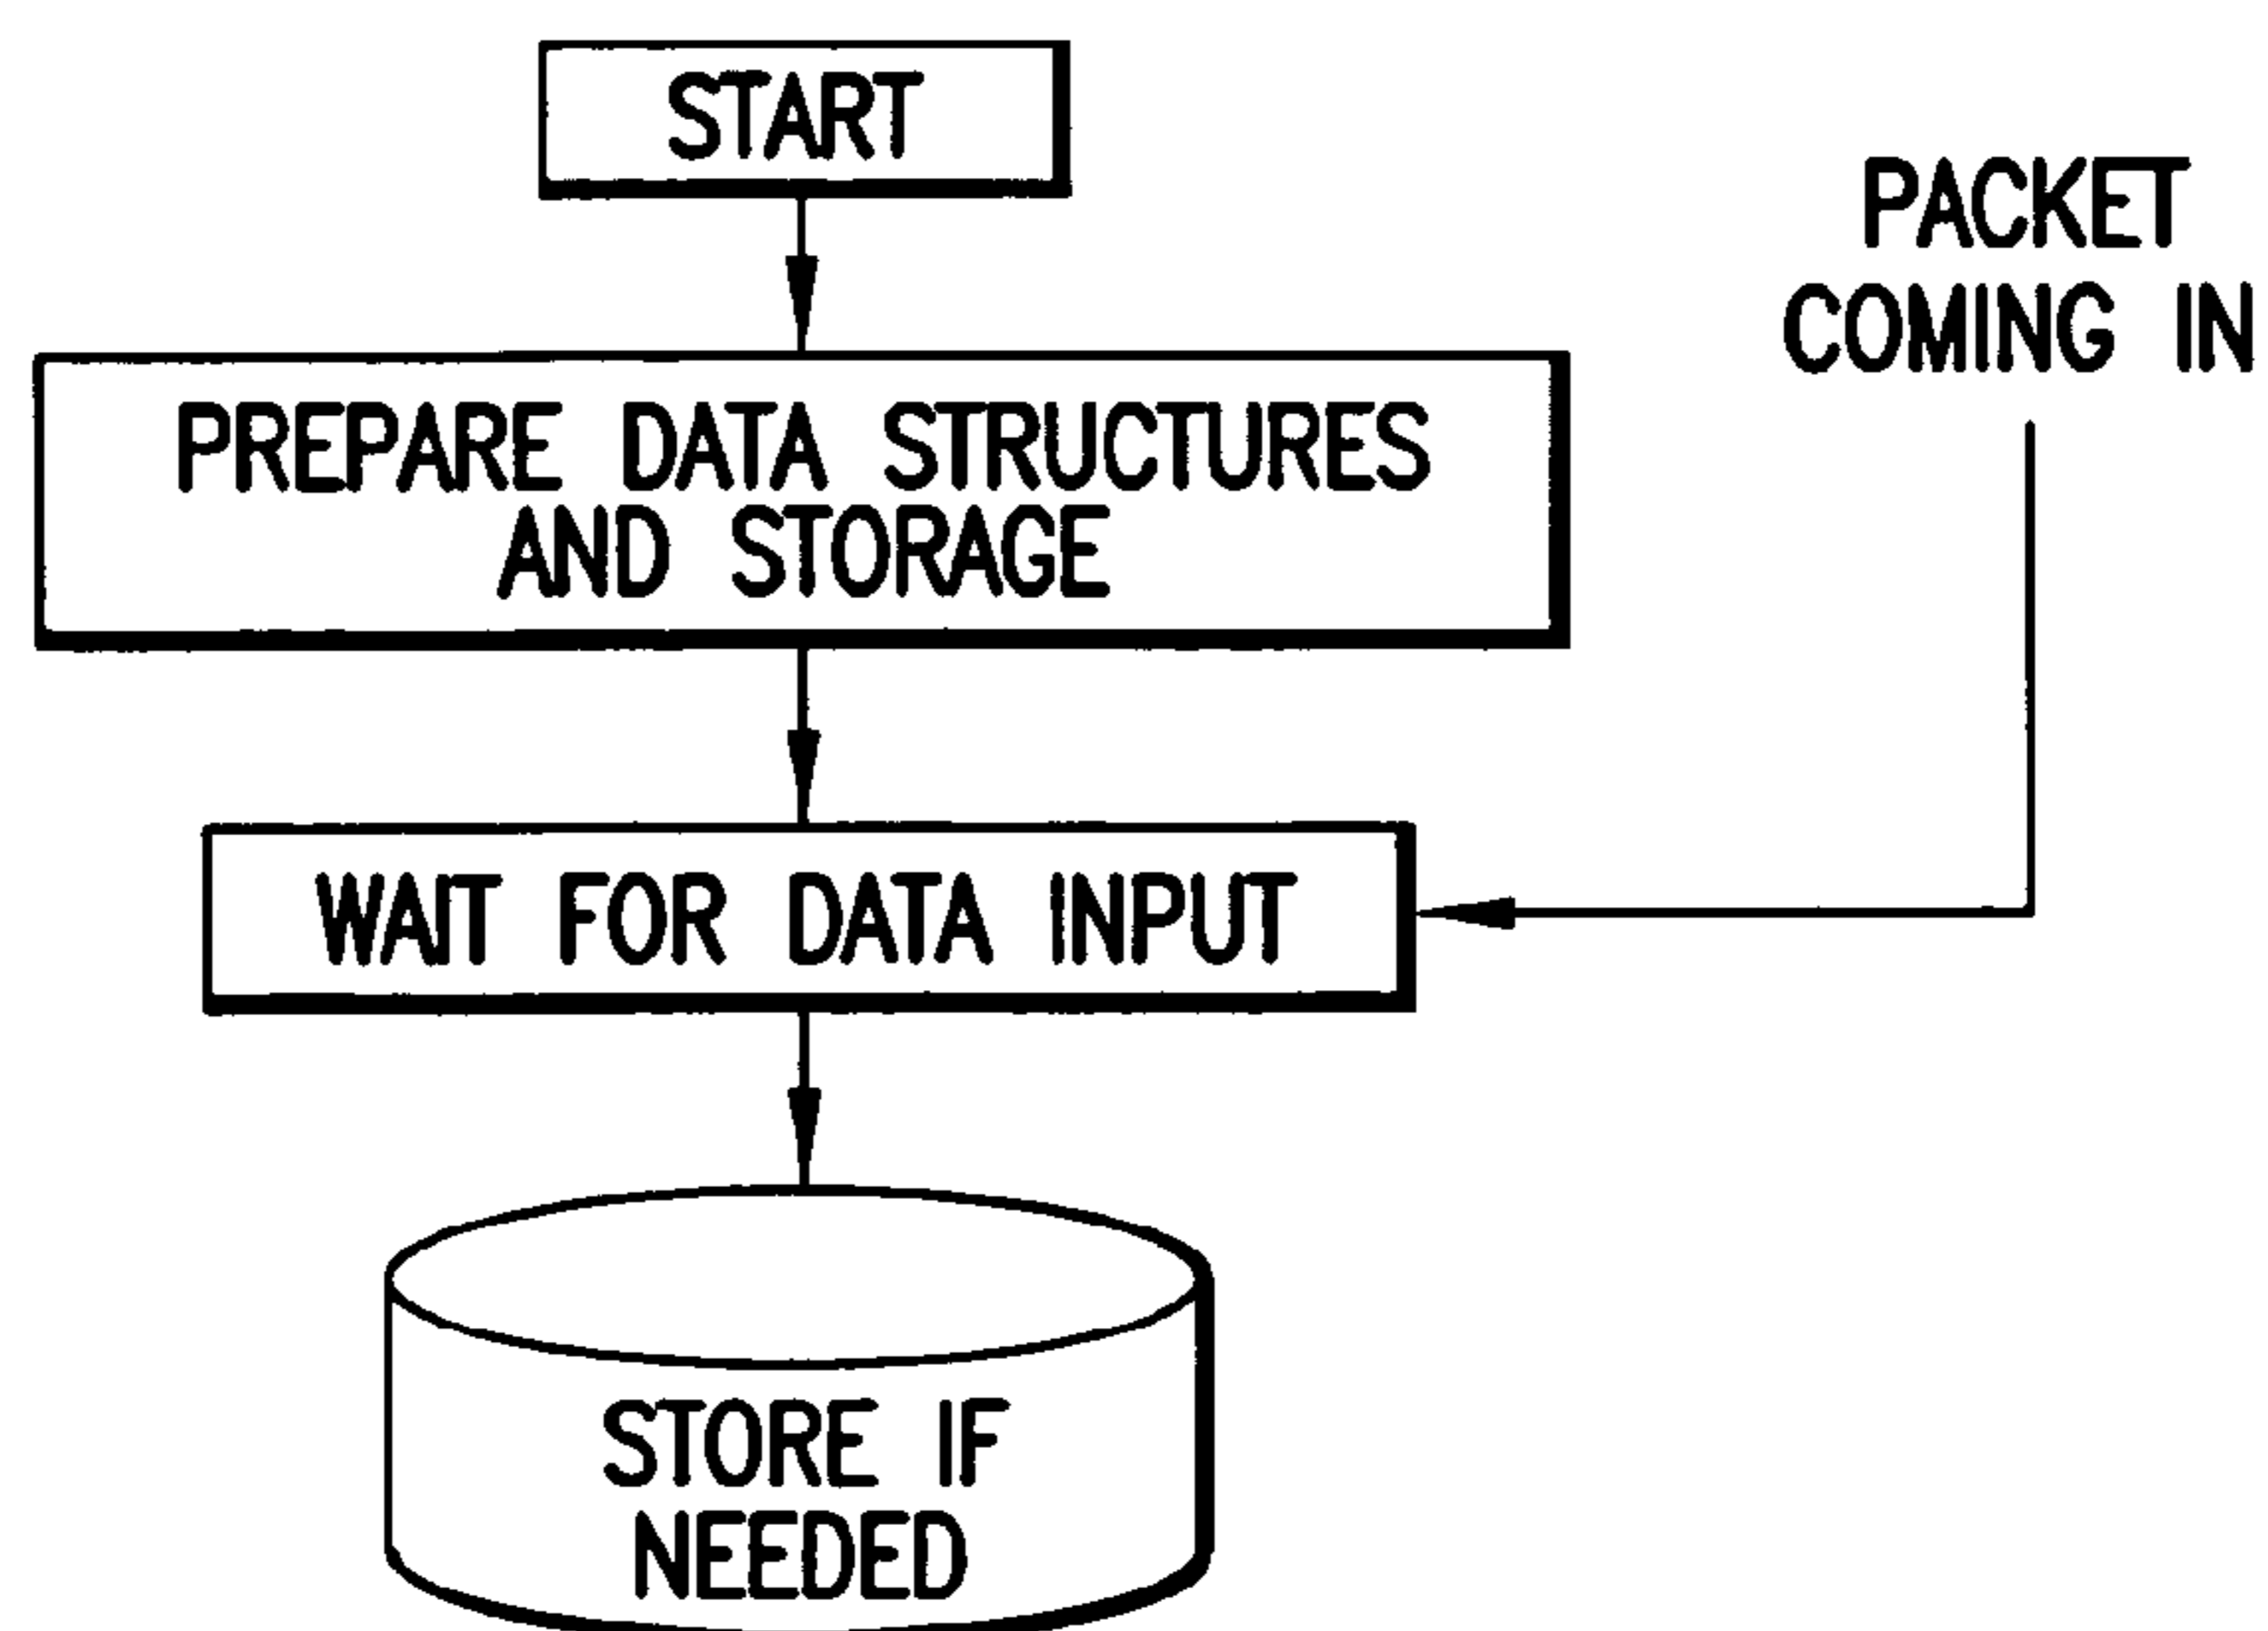 START
PACKET
COMING IN
PREPARE DATA STRUCTURES
AND STORAGE
WAIT FOR DATA INPUT
STORE IF
NEEDED